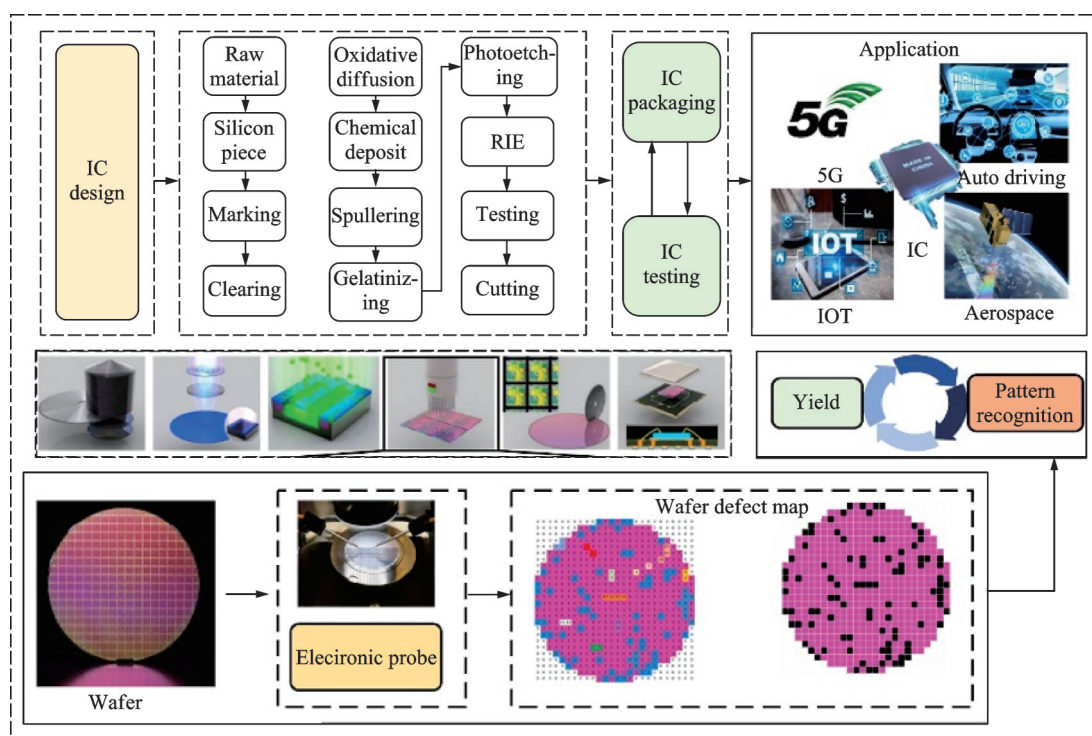 IC
design
Raw
material
Silicon
piece
Marking
Clearing
Oxidative
diffusion
Chemical
deposit
Spullering
Gelatiniz-
ing
Photoetch-
ing
RIE
Testing
Cutting
IC
packaging
IC
testing
Application
5G
5G
MADE IN
Auto driving
IOT
IC
IOT
Aerospace
Yield
Pattern
recognition
Wafer
Elecironic probe
Wafer defect map